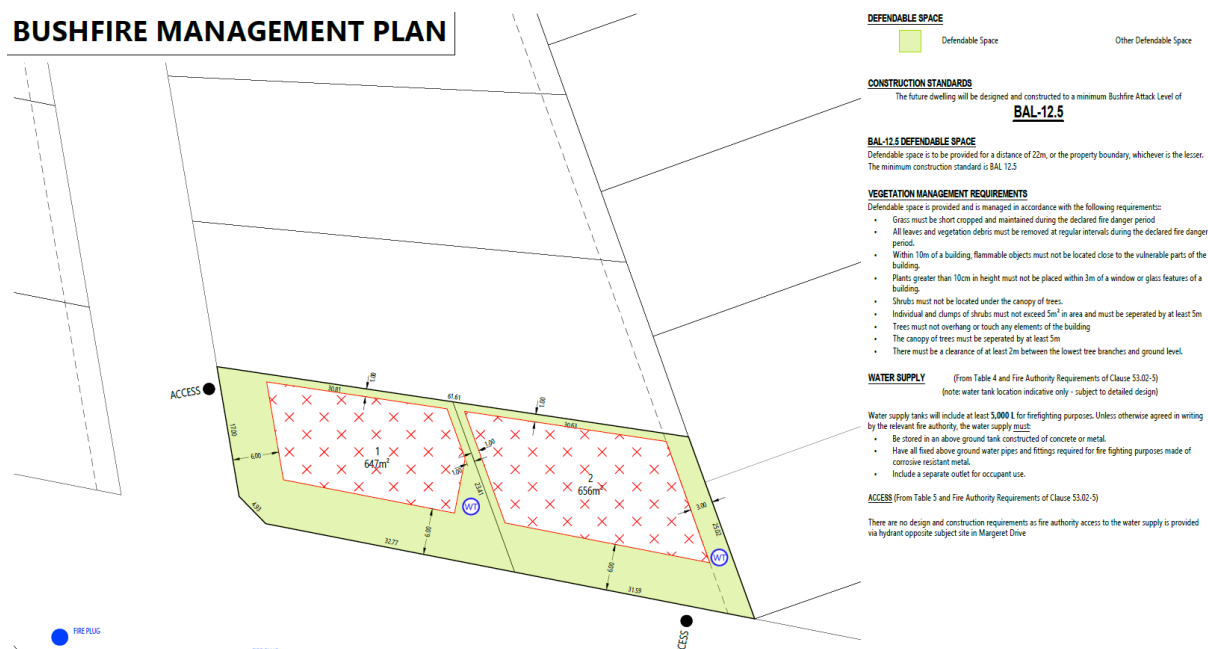 BUSHFIRE MANAGEMENT PLAN
ACCESS
17.00
6.00
4.93
30.81
1.00
61.61
1.00
30.63
1
647m²
1.00
1.00
23.41
2
656m²
WT
6.00
32.77
3.00
25.02
WT
6.00
31.59
CESS
FIRE PLUG
DEFENDABLE SPACE
Defendable Space
Other Defendable Space
CONSTRUCTION STANDARDS
The future dwelling will be designed and constructed to a minimum Bushfire Attack Level of
BAL-12.5
BAL-12.5 DEFENDABLE SPACE
Defendable space is to be provided for a distance of 22m, or the property boundary, whichever is the lesser.
The minimum construction standard is BAL 12.5
VEGETATION MANAGEMENT REQUIREMENTS
Defendable space is provided and is managed in accordance with the following requirements::
• Grass must be short cropped and maintained during the declared fire danger period
• All leaves and vegetation debris must be removed at regular intervals during the declared fire danger
period.
• Within 10m of a building, flammable objects must not be located close to the vulnerable parts of the
building.
• Plants greater than 10cm in height must not be placed within 3m of a window or glass features of a
building.
• Shrubs must not be located under the canopy of trees.
• Individual and clumps of shrubs must not exceed 5m² in area and must be seperated by at least 5m
• Trees must not overhang or touch any elements of the building
• The canopy of trees must be seperated by at least 5m
• There must be a clearance of at least 2m between the lowest tree branches and ground level.
WATER SUPPLY (From Table 4 and Fire Authority Requirements of Clause 53.02-5)
(note: water tank location indicative only - subject to detailed design)
Water supply tanks will include at least 5,000 L for firefighting purposes. Unless otherwise agreed in writing
by the relevant fire authority, the water supply must:
• Be stored in an above ground tank constructed of concrete or metal.
• Have all fixed above ground water pipes and fittings required for fire fighting purposes made of
corrosive resistant metal.
• Include a separate outlet for occupant use.
ACCESS (From Table 5 and Fire Authority Requirements of Clause 53.02-5)
There are no design and construction requirements as fire authority access to the water supply is provided
via hydrant opposite subject site in Margeret Drive